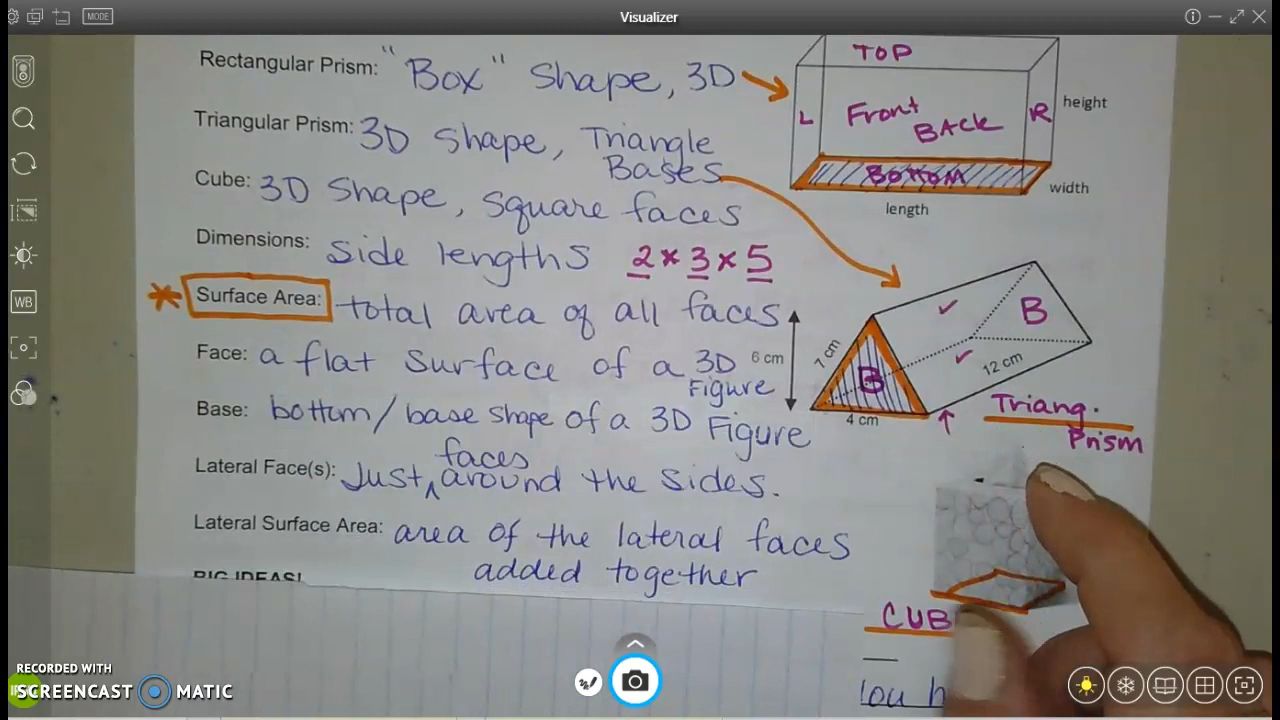 Visualizer
MODE
Rectangular Prism: "Box" Shape, 3D
Triangular Prism: 3D Shape, Triangle
Bases
Cube: 3D Shape, Square faces
Dimensions: Side lengths 2 x 3 x 5
* Surface Area: total area of all faces
Face: a flat surface of a 3D
Figure
Base: bottom/base shape of a 3D Figure
faces
Lateral Face(s): Just ^ around the sides.
Lateral Surface Area: area of the lateral faces
added together
BIG IDEAS!
TOP
L
Front
BACK
R
height
BOTTOM
width
length
6 cm
7 cm
B
B
4 cm
12 cm
Triang.
Prism
CUB
WB
RECORDED WITH
SCREENCAST MATIC